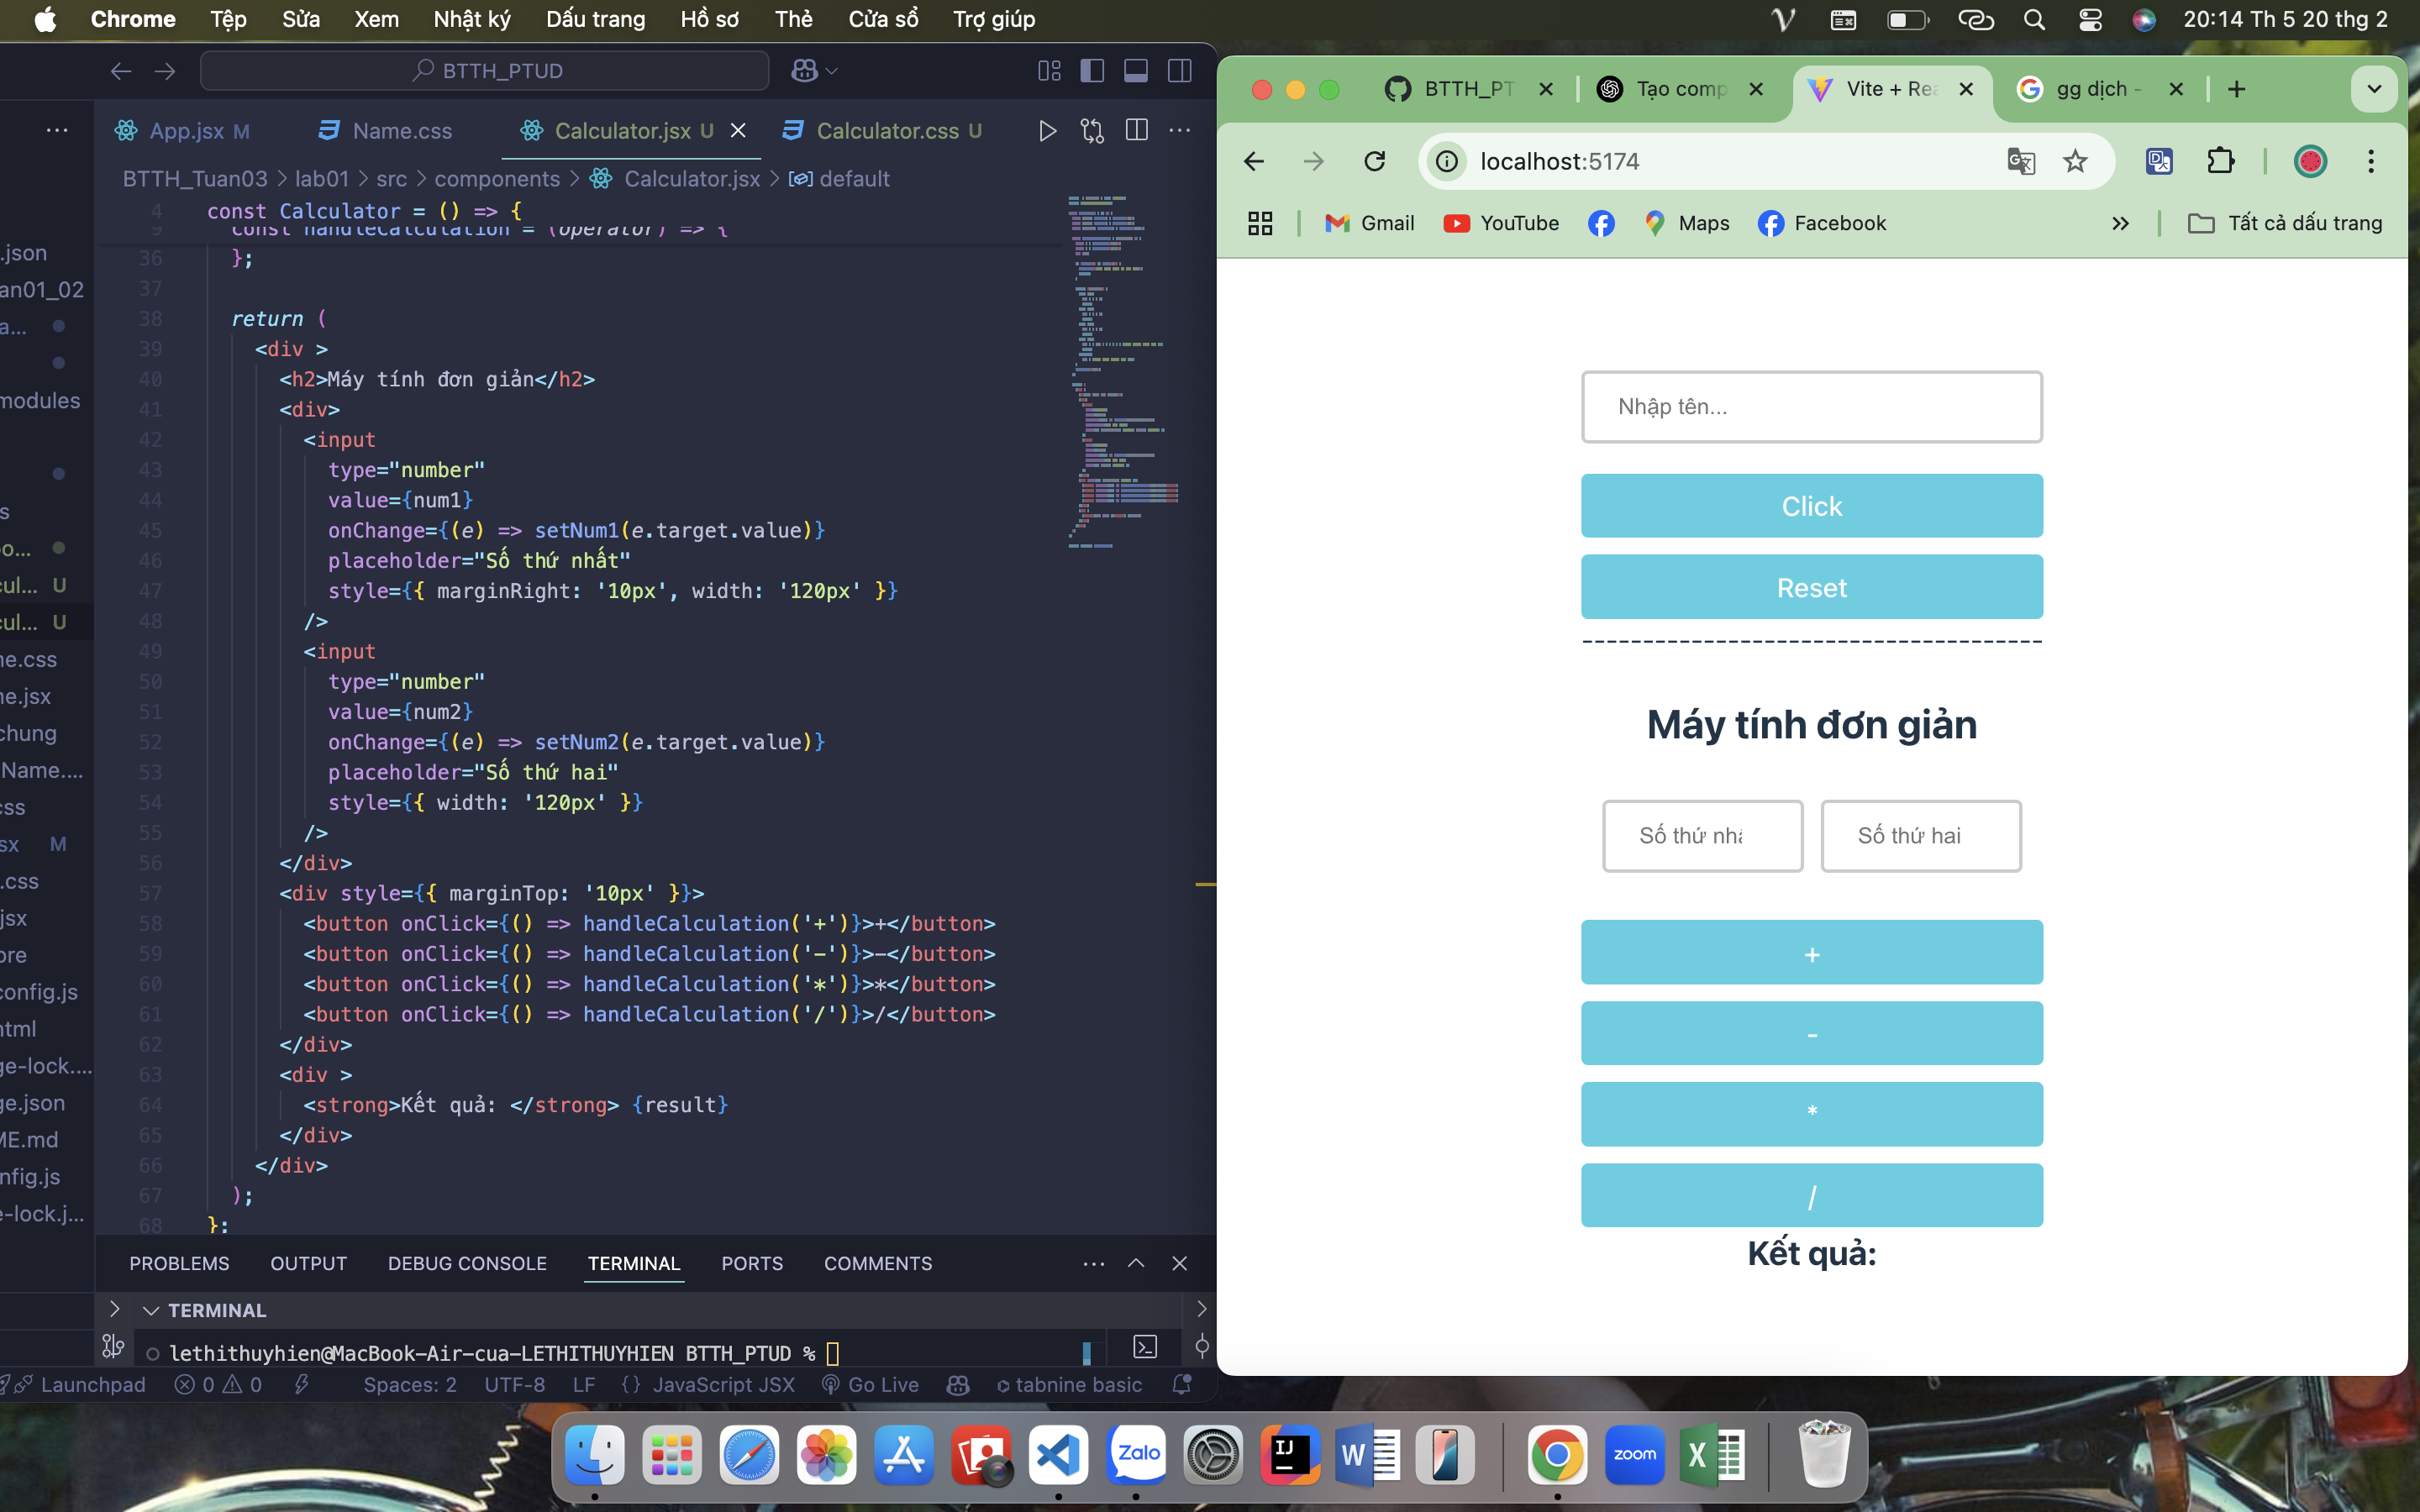 Chrome Tệp Sửa Xem Nhật ký Dấu trang Hồ sơ Thẻ Cửa sổ Trợ giúp 20:14 Th 5 20 thg 2
BTTH_PTUD
App.jsx M Name.css Calculator.jsx U Calculator.css U
BTTH_Tuan03 > lab01 > src > components > Calculator.jsx > default
.json
an01_02
a...
modules
s
o...
cul... U
cul... U
ne.css
ne.jsx
chung
Name....
css
sx M
.css
jsx
ore
config.js
html
ge-lock....
ge.json
ME.md
nfig.js
e-lock.j...
4 const Calculator = () => {
9 const handleCalculation = (operator) => {
36 };
37
38 return (
39 <div >
40 <h2>Máy tính đơn giản</h2>
41 <div>
42 <input
43 type="number"
44 value={num1}
45 onChange={(e) => setNum1(e.target.value)}
46 placeholder="Số thứ nhất"
47 style={{ marginRight: '10px', width: '120px' }}
48 />
49 <input
50 type="number"
51 value={num2}
52 onChange={(e) => setNum2(e.target.value)}
53 placeholder="Số thứ hai"
54 style={{ width: '120px' }}
55 />
56 </div>
57 <div style={{ marginTop: '10px' }}>
58 <button onClick={() => handleCalculation('+')}>+</button>
59 <button onClick={() => handleCalculation('-')}>-</button>
60 <button onClick={() => handleCalculation('*')}>*</button>
61 <button onClick={() => handleCalculation('/')}>/</button>
62 </div>
63 <div >
64 <strong>Kết quả: </strong> {result}
65 </div>
66 </div>
67 );
68 };
PROBLEMS OUTPUT DEBUG CONSOLE TERMINAL PORTS COMMENTS
TERMINAL
lethithuyhien@MacBook-Air-cua-LETHITHUYHIEN BTTH_PTUD %
Launchpad 0 0 Spaces: 2 UTF-8 LF {} JavaScript JSX Go Live tabnine basic
BTTH_PT Tạo comp Vite + Rea gg dịch -
localhost:5174
Gmail YouTube Maps Facebook Tất cả dấu trang
Nhập tên...
Click
Reset
---------------------------------------
Máy tính đơn giản
Số thứ nhấ Số thứ hai
+
-
*
/
Kết quả:
Zalo IJ W zoom X